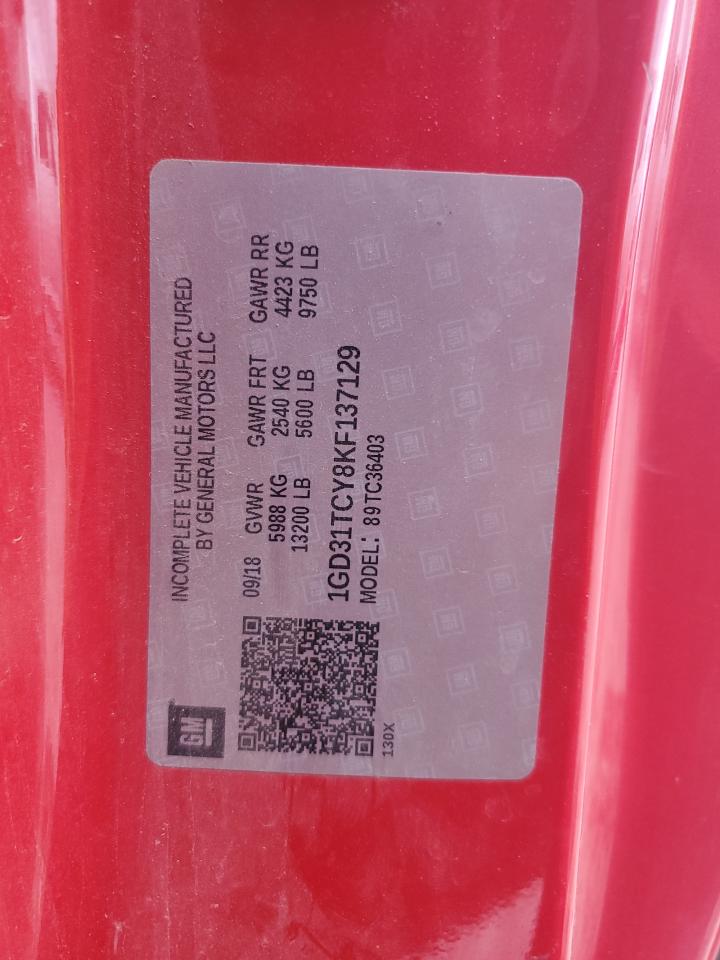 INCOMPLETE VEHICLE MANUFACTURED
BY GENERAL MOTORS LLC
GM
09/18 GVWR GAWR FRT GAWR RR
5988 KG 2540 KG 4423 KG
13200 LB 5600 LB 9750 LB
1GD31TCY8KF137129
MODEL: 89TC36403
130X